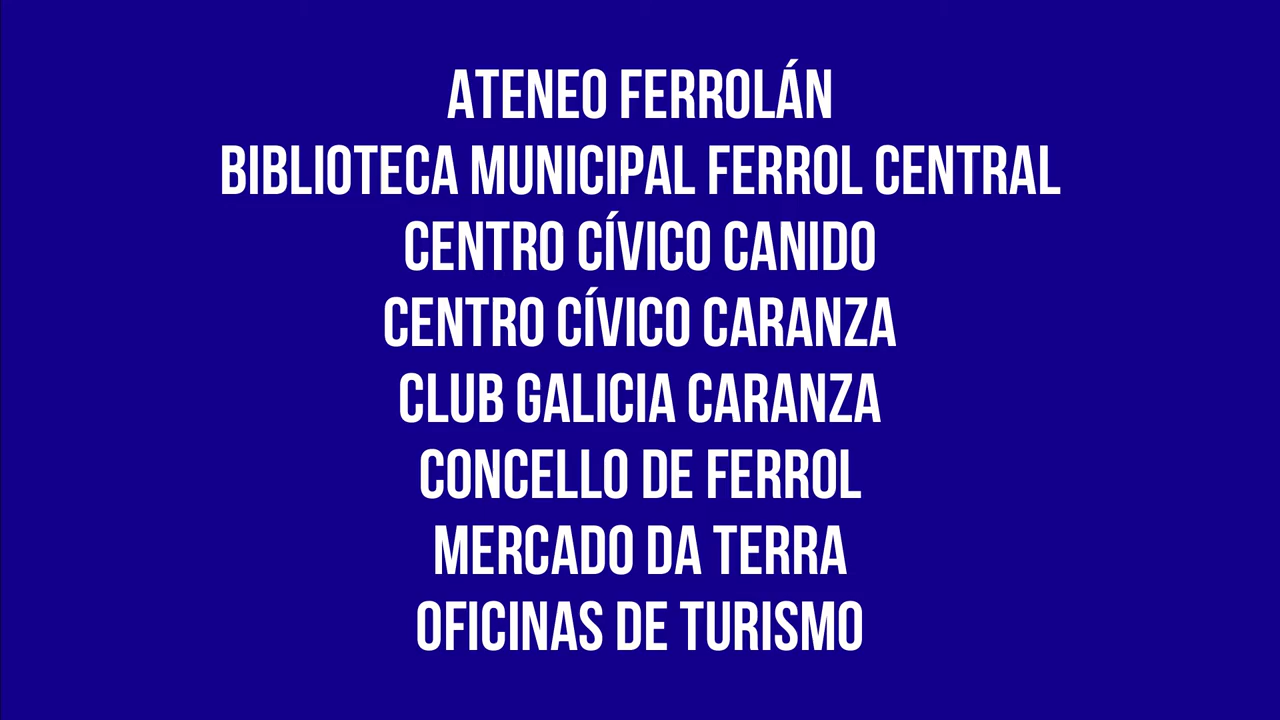 ATENEO FERROLÁN
BIBLIOTECA MUNICIPAL FERROL CENTRAL
CENTRO CÍVICO CANIDO
CENTRO CÍVICO CARANZA
CLUB GALICIA CARANZA
CONCELLO DE FERROL
MERCADO DA TERRA
OFICINAS DE TURISMO